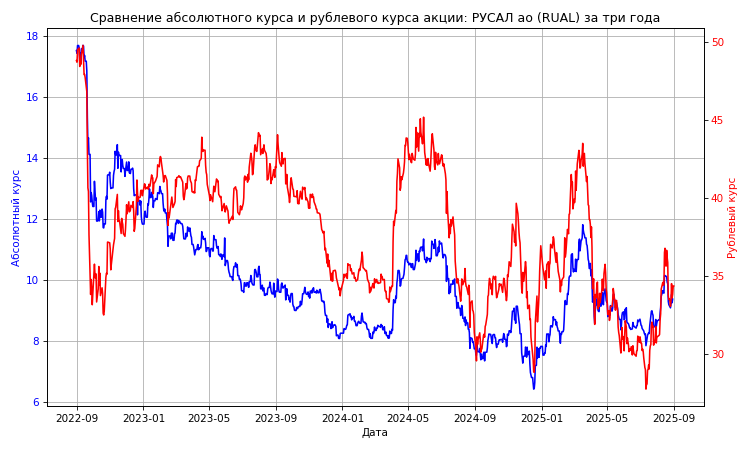 Сравнение абсолютного курса и рублевого курса акции: РУСАЛ ао (RUAL) за три года
18
16
14
12
10
8
6
Абсолютный курс
50
45
40
35
30
Рублевый курс
2022-09 2023-01 2023-05 2023-09 2024-01 2024-05 2024-09 2025-01 2025-05 2025-09
Дата